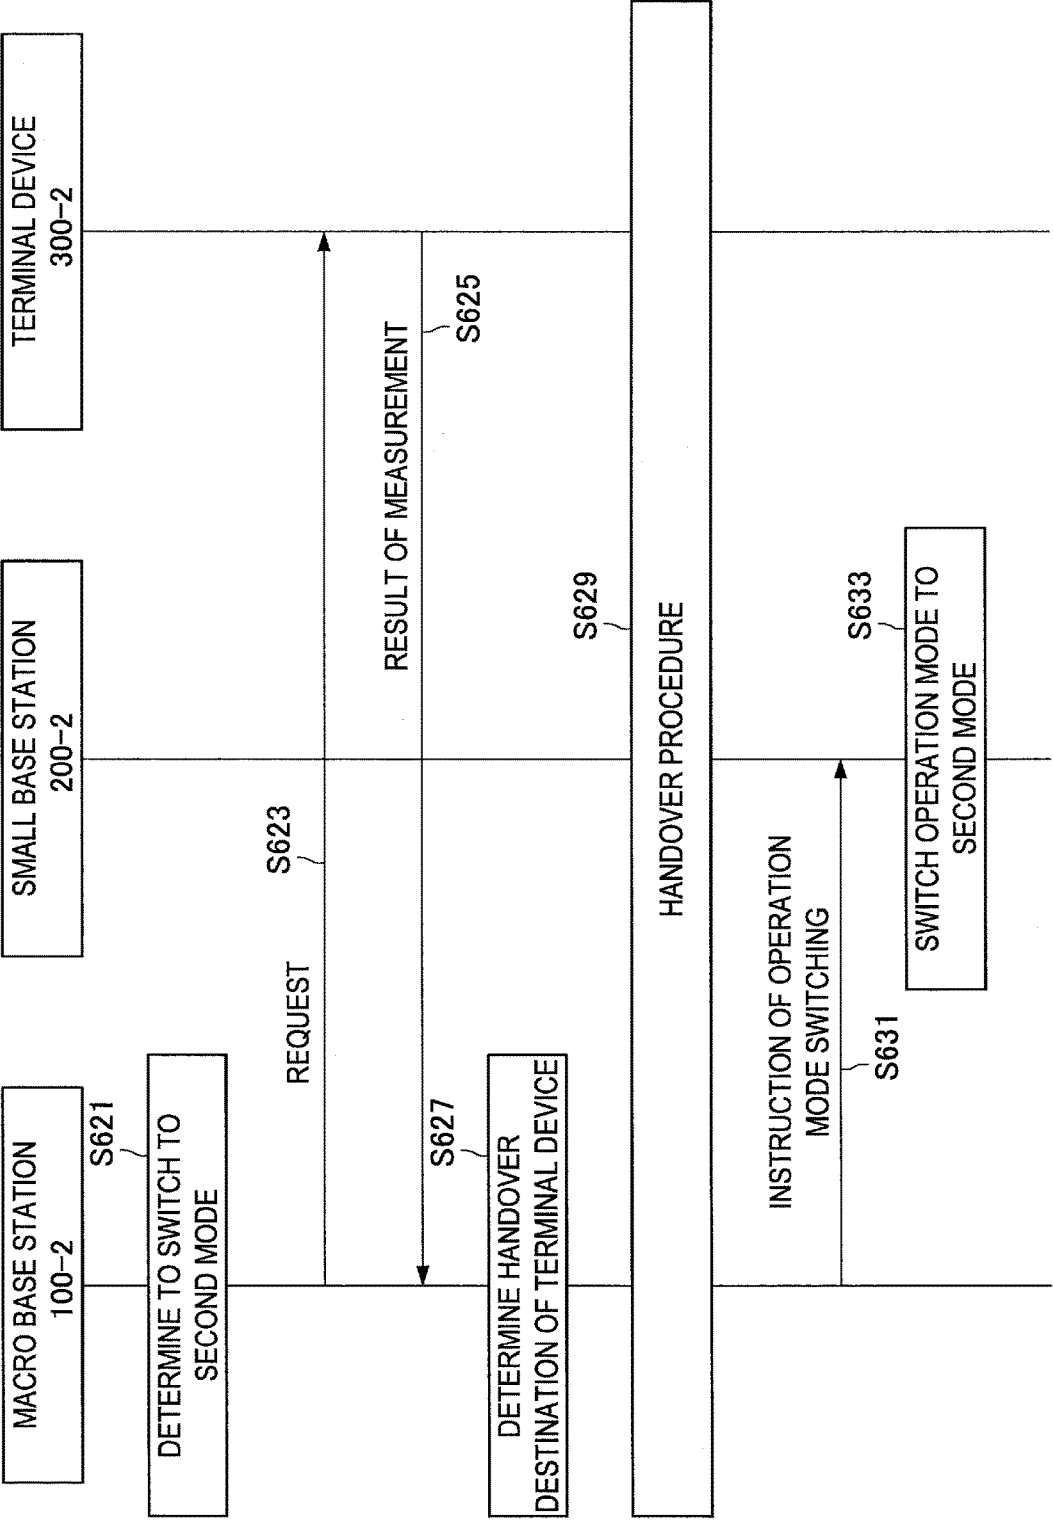 MACRO BASE STATION
100-2
SMALL BASE STATION
200-2
TERMINAL DEVICE
300-2
S621
DETERMINE TO SWITCH TO
SECOND MODE
REQUEST
S623
RESULT OF MEASUREMENT
S625
S627
DETERMINE HANDOVER
DESTINATION OF TERMINAL DEVICE
S629
HANDOVER PROCEDURE
INSTRUCTION OF OPERATION
MODE SWITCHING
S631
S633
SWITCH OPERATION MODE TO
SECOND MODE